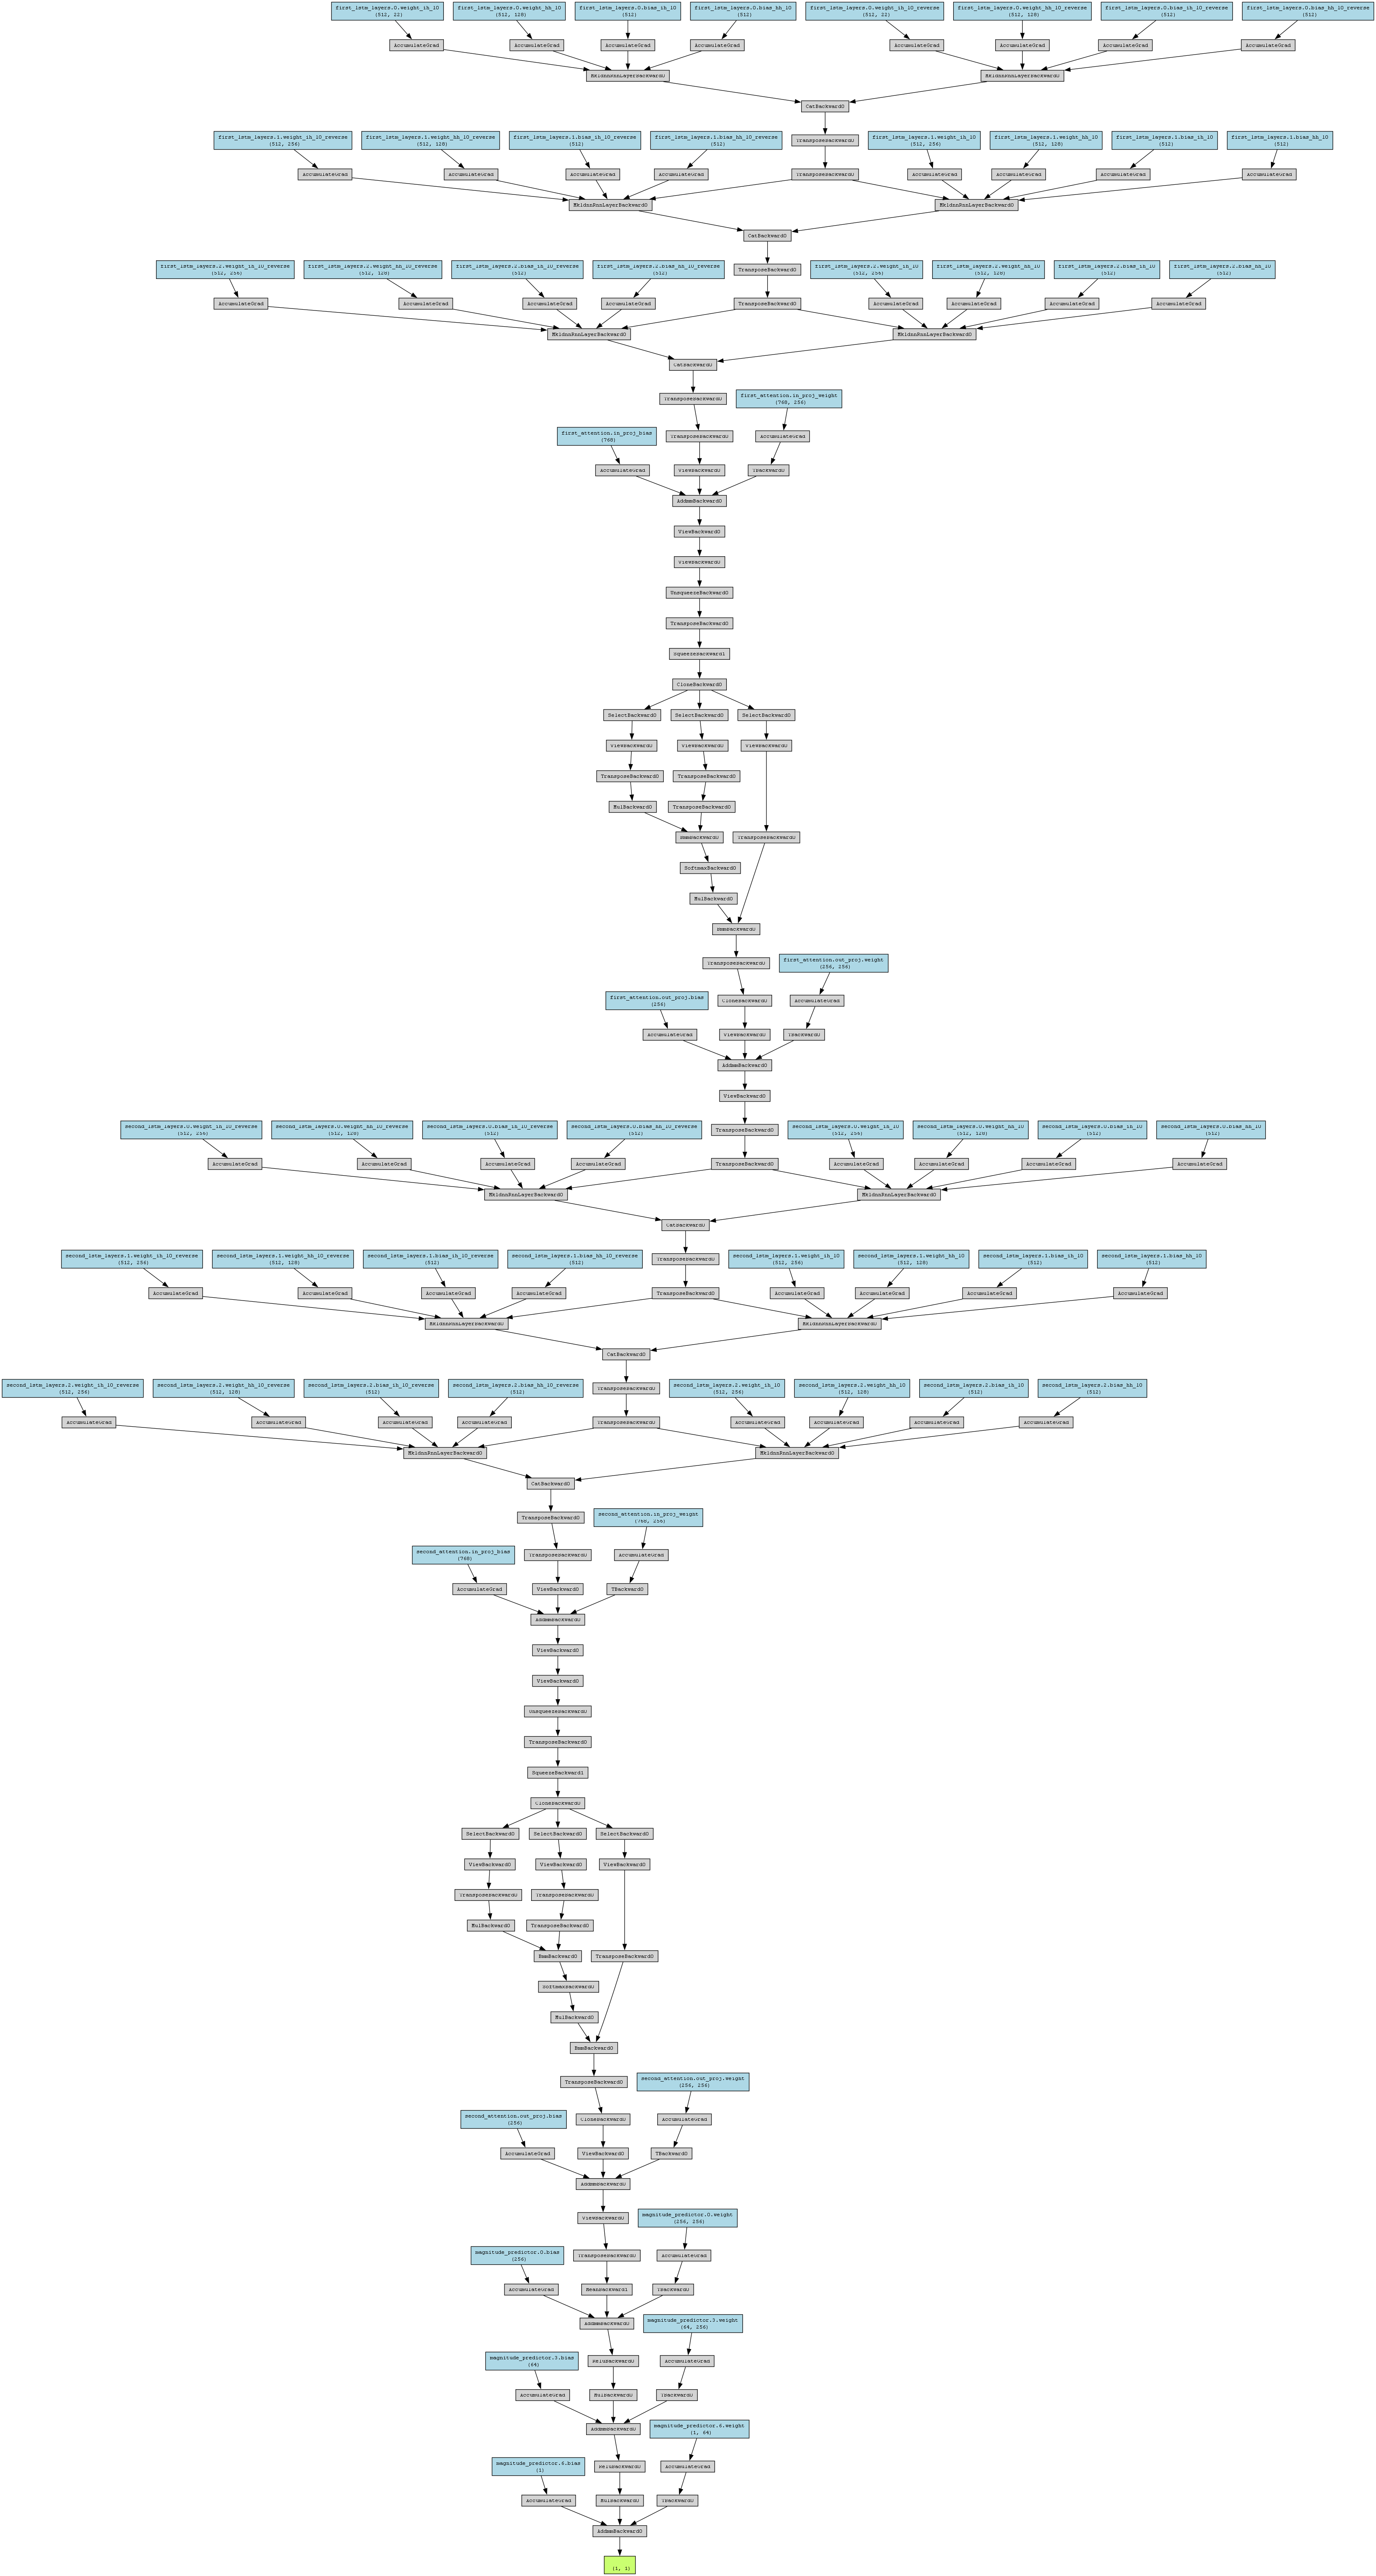 first_lstm_layers.0.weight_ih_l0
(512, 22)
first_lstm_layers.0.weight_hh_l0
(512, 128)
first_lstm_layers.0.bias_ih_l0
(512)
first_lstm_layers.0.bias_hh_l0
(512)
first_lstm_layers.0.weight_ih_l0_reverse
(512, 22)
first_lstm_layers.0.weight_hh_l0_reverse
(512, 128)
first_lstm_layers.0.bias_ih_l0_reverse
(512)
first_lstm_layers.0.bias_hh_l0_reverse
(512)
AccumulateGrad
AccumulateGrad
AccumulateGrad
AccumulateGrad
AccumulateGrad
AccumulateGrad
AccumulateGrad
AccumulateGrad
MkldnnRnnLayerBackward0
MkldnnRnnLayerBackward0
CatBackward0
first_lstm_layers.1.weight_ih_l0_reverse
(512, 256)
first_lstm_layers.1.weight_hh_l0_reverse
(512, 128)
first_lstm_layers.1.bias_ih_l0_reverse
(512)
first_lstm_layers.1.bias_hh_l0_reverse
(512)
TransposeBackward0
first_lstm_layers.1.weight_ih_l0
(512, 256)
first_lstm_layers.1.weight_hh_l0
(512, 128)
first_lstm_layers.1.bias_ih_l0
(512)
first_lstm_layers.1.bias_hh_l0
(512)
AccumulateGrad
AccumulateGrad
AccumulateGrad
AccumulateGrad
TransposeBackward0
AccumulateGrad
AccumulateGrad
AccumulateGrad
AccumulateGrad
MkldnnRnnLayerBackward0
MkldnnRnnLayerBackward0
CatBackward0
first_lstm_layers.2.weight_ih_l0_reverse
(512, 256)
first_lstm_layers.2.weight_hh_l0_reverse
(512, 128)
first_lstm_layers.2.bias_ih_l0_reverse
(512)
first_lstm_layers.2.bias_hh_l0_reverse
(512)
TransposeBackward0
first_lstm_layers.2.weight_ih_l0
(512, 256)
first_lstm_layers.2.weight_hh_l0
(512, 128)
first_lstm_layers.2.bias_ih_l0
(512)
first_lstm_layers.2.bias_hh_l0
(512)
AccumulateGrad
AccumulateGrad
AccumulateGrad
AccumulateGrad
TransposeBackward0
AccumulateGrad
AccumulateGrad
AccumulateGrad
AccumulateGrad
MkldnnRnnLayerBackward0
MkldnnRnnLayerBackward0
CatBackward0
TransposeBackward0
first_attention.in_proj_weight
(768, 256)
first_attention.in_proj_bias
(768)
TransposeBackward0
AccumulateGrad
AccumulateGrad
ViewBackward0
TBackward0
AddmmBackward0
ViewBackward0
ViewBackward0
UnsqueezeBackward0
TransposeBackward0
SqueezeBackward1
CloneBackward0
SelectBackward0
SelectBackward0
SelectBackward0
ViewBackward0
ViewBackward0
ViewBackward0
TransposeBackward0
TransposeBackward0
MulBackward0
TransposeBackward0
BmmBackward0
TransposeBackward0
SoftmaxBackward0
MulBackward0
BmmBackward0
TransposeBackward0
first_attention.out_proj.weight
(256, 256)
first_attention.out_proj.bias
(256)
CloneBackward0
AccumulateGrad
AccumulateGrad
ViewBackward0
TBackward0
AddmmBackward0
ViewBackward0
second_lstm_layers.0.weight_ih_l0_reverse
(512, 256)
second_lstm_layers.0.weight_hh_l0_reverse
(512, 128)
second_lstm_layers.0.bias_ih_l0_reverse
(512)
second_lstm_layers.0.bias_hh_l0_reverse
(512)
TransposeBackward0
second_lstm_layers.0.weight_ih_l0
(512, 256)
second_lstm_layers.0.weight_hh_l0
(512, 128)
second_lstm_layers.0.bias_ih_l0
(512)
second_lstm_layers.0.bias_hh_l0
(512)
AccumulateGrad
AccumulateGrad
AccumulateGrad
AccumulateGrad
TransposeBackward0
AccumulateGrad
AccumulateGrad
AccumulateGrad
AccumulateGrad
MkldnnRnnLayerBackward0
MkldnnRnnLayerBackward0
CatBackward0
second_lstm_layers.1.weight_ih_l0_reverse
(512, 256)
second_lstm_layers.1.weight_hh_l0_reverse
(512, 128)
second_lstm_layers.1.bias_ih_l0_reverse
(512)
second_lstm_layers.1.bias_hh_l0_reverse
(512)
TransposeBackward0
second_lstm_layers.1.weight_ih_l0
(512, 256)
second_lstm_layers.1.weight_hh_l0
(512, 128)
second_lstm_layers.1.bias_ih_l0
(512)
second_lstm_layers.1.bias_hh_l0
(512)
AccumulateGrad
AccumulateGrad
AccumulateGrad
AccumulateGrad
TransposeBackward0
AccumulateGrad
AccumulateGrad
AccumulateGrad
AccumulateGrad
MkldnnRnnLayerBackward0
MkldnnRnnLayerBackward0
CatBackward0
second_lstm_layers.2.weight_ih_l0_reverse
(512, 256)
second_lstm_layers.2.weight_hh_l0_reverse
(512, 128)
second_lstm_layers.2.bias_ih_l0_reverse
(512)
second_lstm_layers.2.bias_hh_l0_reverse
(512)
TransposeBackward0
second_lstm_layers.2.weight_ih_l0
(512, 256)
second_lstm_layers.2.weight_hh_l0
(512, 128)
second_lstm_layers.2.bias_ih_l0
(512)
second_lstm_layers.2.bias_hh_l0
(512)
AccumulateGrad
AccumulateGrad
AccumulateGrad
AccumulateGrad
TransposeBackward0
AccumulateGrad
AccumulateGrad
AccumulateGrad
AccumulateGrad
MkldnnRnnLayerBackward0
MkldnnRnnLayerBackward0
CatBackward0
TransposeBackward0
second_attention.in_proj_weight
(768, 256)
second_attention.in_proj_bias
(768)
TransposeBackward0
AccumulateGrad
AccumulateGrad
ViewBackward0
TBackward0
AddmmBackward0
ViewBackward0
ViewBackward0
UnsqueezeBackward0
TransposeBackward0
SqueezeBackward1
CloneBackward0
SelectBackward0
SelectBackward0
SelectBackward0
ViewBackward0
ViewBackward0
ViewBackward0
TransposeBackward0
TransposeBackward0
MulBackward0
TransposeBackward0
BmmBackward0
TransposeBackward0
SoftmaxBackward0
MulBackward0
BmmBackward0
TransposeBackward0
second_attention.out_proj.weight
(256, 256)
second_attention.out_proj.bias
(256)
CloneBackward0
AccumulateGrad
AccumulateGrad
ViewBackward0
TBackward0
AddmmBackward0
ViewBackward0
magnitude_predictor.0.weight
(256, 256)
magnitude_predictor.0.bias
(256)
TransposeBackward0
AccumulateGrad
AccumulateGrad
MeanBackward1
TBackward0
AddmmBackward0
magnitude_predictor.3.weight
(64, 256)
magnitude_predictor.3.bias
(64)
ReluBackward0
AccumulateGrad
AccumulateGrad
MulBackward0
TBackward0
AddmmBackward0
magnitude_predictor.6.weight
(1, 64)
magnitude_predictor.6.bias
(1)
ReluBackward0
AccumulateGrad
AccumulateGrad
MulBackward0
TBackward0
AddmmBackward0
(1, 1)